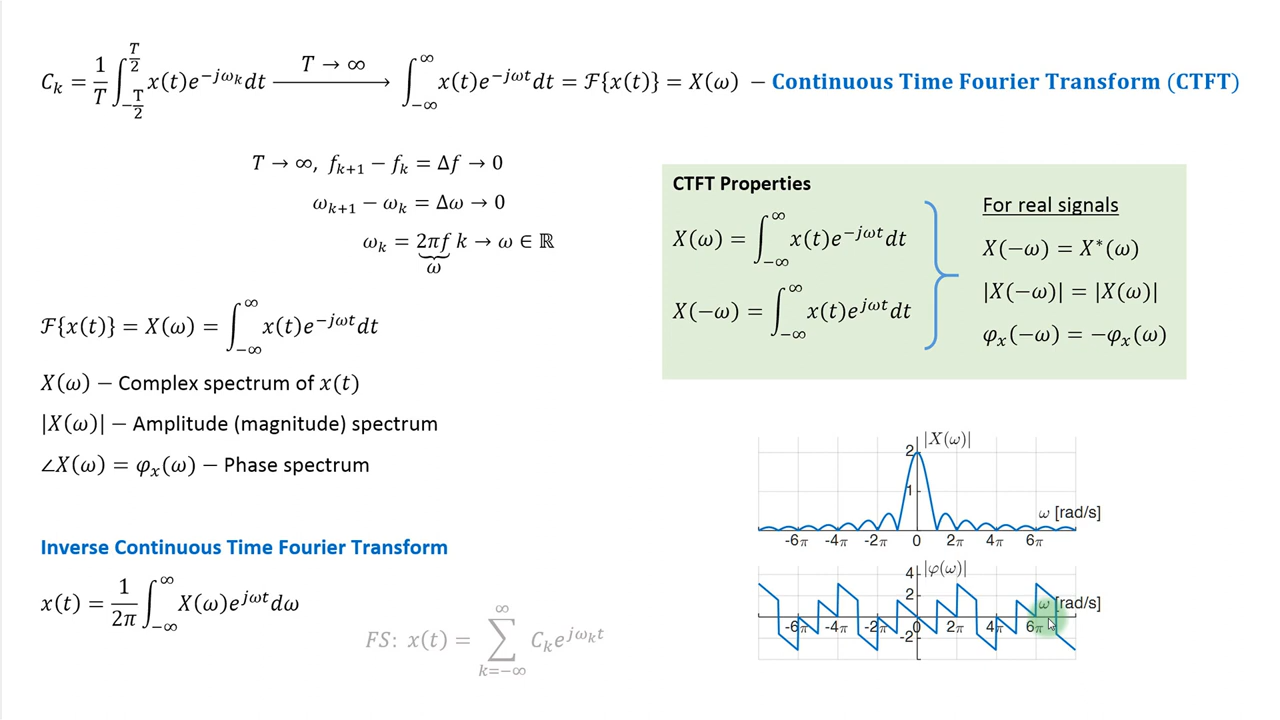 C_k = 1/T ∫_{-T/2}^{T/2} x(t)e^{-jω_k}dt —T → ∞→ ∫_{-∞}^{∞} x(t)e^{-jωt}dt = ℱ{x(t)} = X(ω) − Continuous Time Fourier Transform (CTFT)
T → ∞, f_{k+1} − f_k = Δf → 0
ω_{k+1} − ω_k = Δω → 0
ω_k = 2πf k → ω ∈ ℝ
ω
ℱ{x(t)} = X(ω) = ∫_{-∞}^{∞} x(t)e^{-jωt}dt
X(ω) − Complex spectrum of x(t)
|X(ω)| − Amplitude (magnitude) spectrum
∠X(ω) = φ_x(ω) − Phase spectrum
Inverse Continuous Time Fourier Transform
x(t) = 1/2π ∫_{-∞}^{∞} X(ω)e^{jωt}dω
FS: x(t) = ∑_{k=-∞}^{∞} C_k e^{jω_k t}
CTFT Properties
X(ω) = ∫_{-∞}^{∞} x(t)e^{-jωt}dt
X(−ω) = ∫_{-∞}^{∞} x(t)e^{jωt}dt
For real signals
X(−ω) = X*(ω)
|X(−ω)| = |X(ω)|
φ_x(−ω) = −φ_x(ω)
|X(ω)|
2
1
ω [rad/s]
-6π -4π -2π 0 2π 4π 6π
|φ(ω)|
4
2
ω [rad/s]
-6π -4π -2π 0 2π 4π 6π
-2